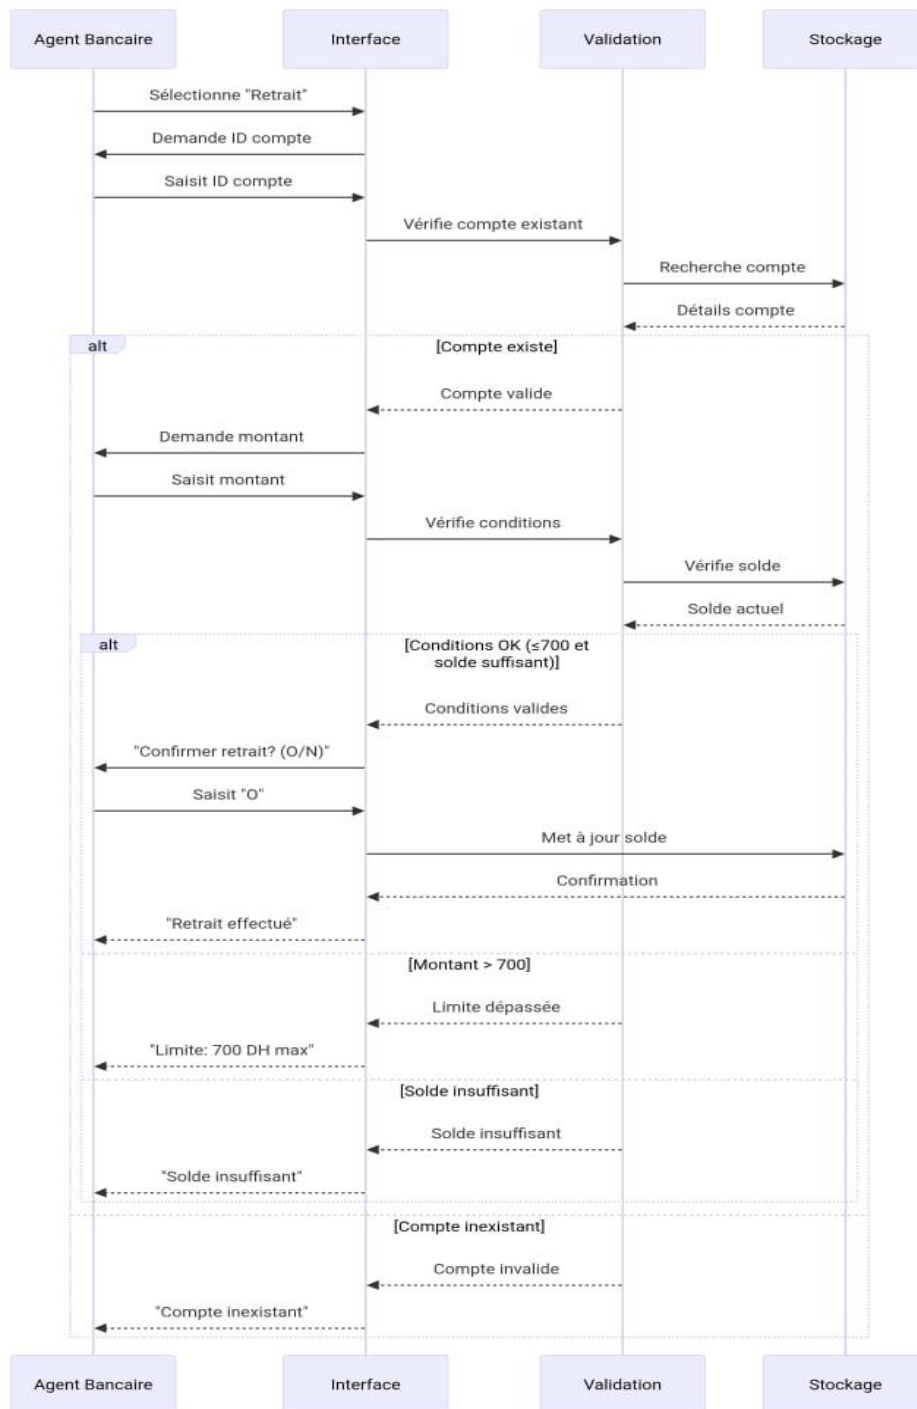 Agent Bancaire
Interface
Validation
Stockage
Sélectionne "Retrait"
Demande ID compte
Saisit ID compte
Vérifie compte existant
Recherche compte
Détails compte
alt
[Compte existe]
Compte valide
Demande montant
Saisit montant
Vérifie conditions
Vérifie solde
Solde actuel
alt
[Conditions OK (≤700 et
solde suffisant)]
Conditions valides
"Confirmer retrait? (O/N)"
Saisit "O"
Met à jour solde
Confirmation
"Retrait effectué"
[Montant > 700]
Limite dépassée
"Limite: 700 DH max"
[Solde insuffisant]
Solde insuffisant
"Solde insuffisant"
[Compte inexistant]
Compte invalide
"Compte inexistant"
Agent Bancaire
Interface
Validation
Stockage